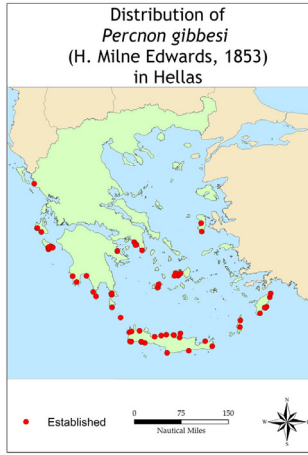 Distribution of
Percnon gibbesi
(H. Milne Edwards, 1853)
in Hellas
Established
0 75 150
Nautical Miles
N
W E
S